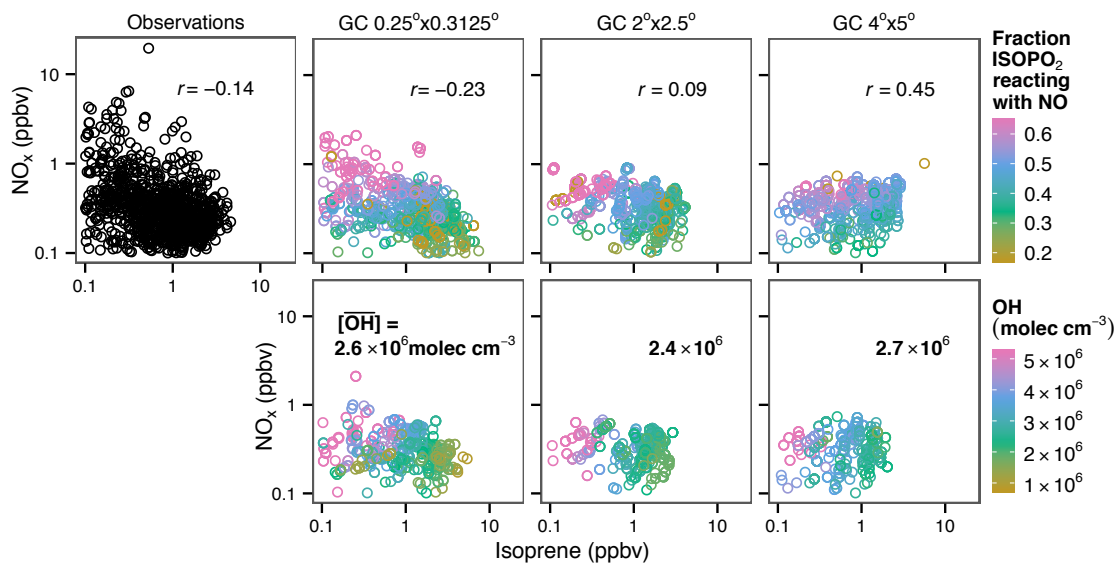 Observations
GC 0.25°x0.3125°
GC 2°x2.5°
GC 4°x5°
NOx (ppbv)
10
1
0.1
r= −0.14
r= −0.23
r = 0.09
r = 0.45
0.1 1 10
Fraction
ISOPO2
reacting
with NO
0.6
0.5
0.4
0.3
0.2
NOx (ppbv)
10
1
0.1
[OH] =
2.6 ×10⁶molec cm⁻³
2.4 × 10⁶
2.7 × 10⁶
0.1 1 10
0.1 1 10
0.1 1 10
Isoprene (ppbv)
OH
(molec cm⁻³)
5 × 10⁶
4 × 10⁶
3 × 10⁶
2 × 10⁶
1 × 10⁶